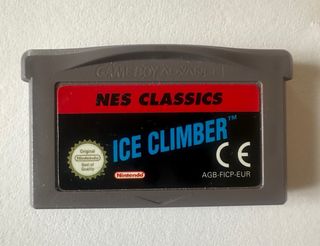 GAME BOY ADVANCE
NES CLASSICS
ICE CLIMBER™
Original
Nintendo
Seal of
Quality
Nintendo
CE
AGB-FICP-EUR